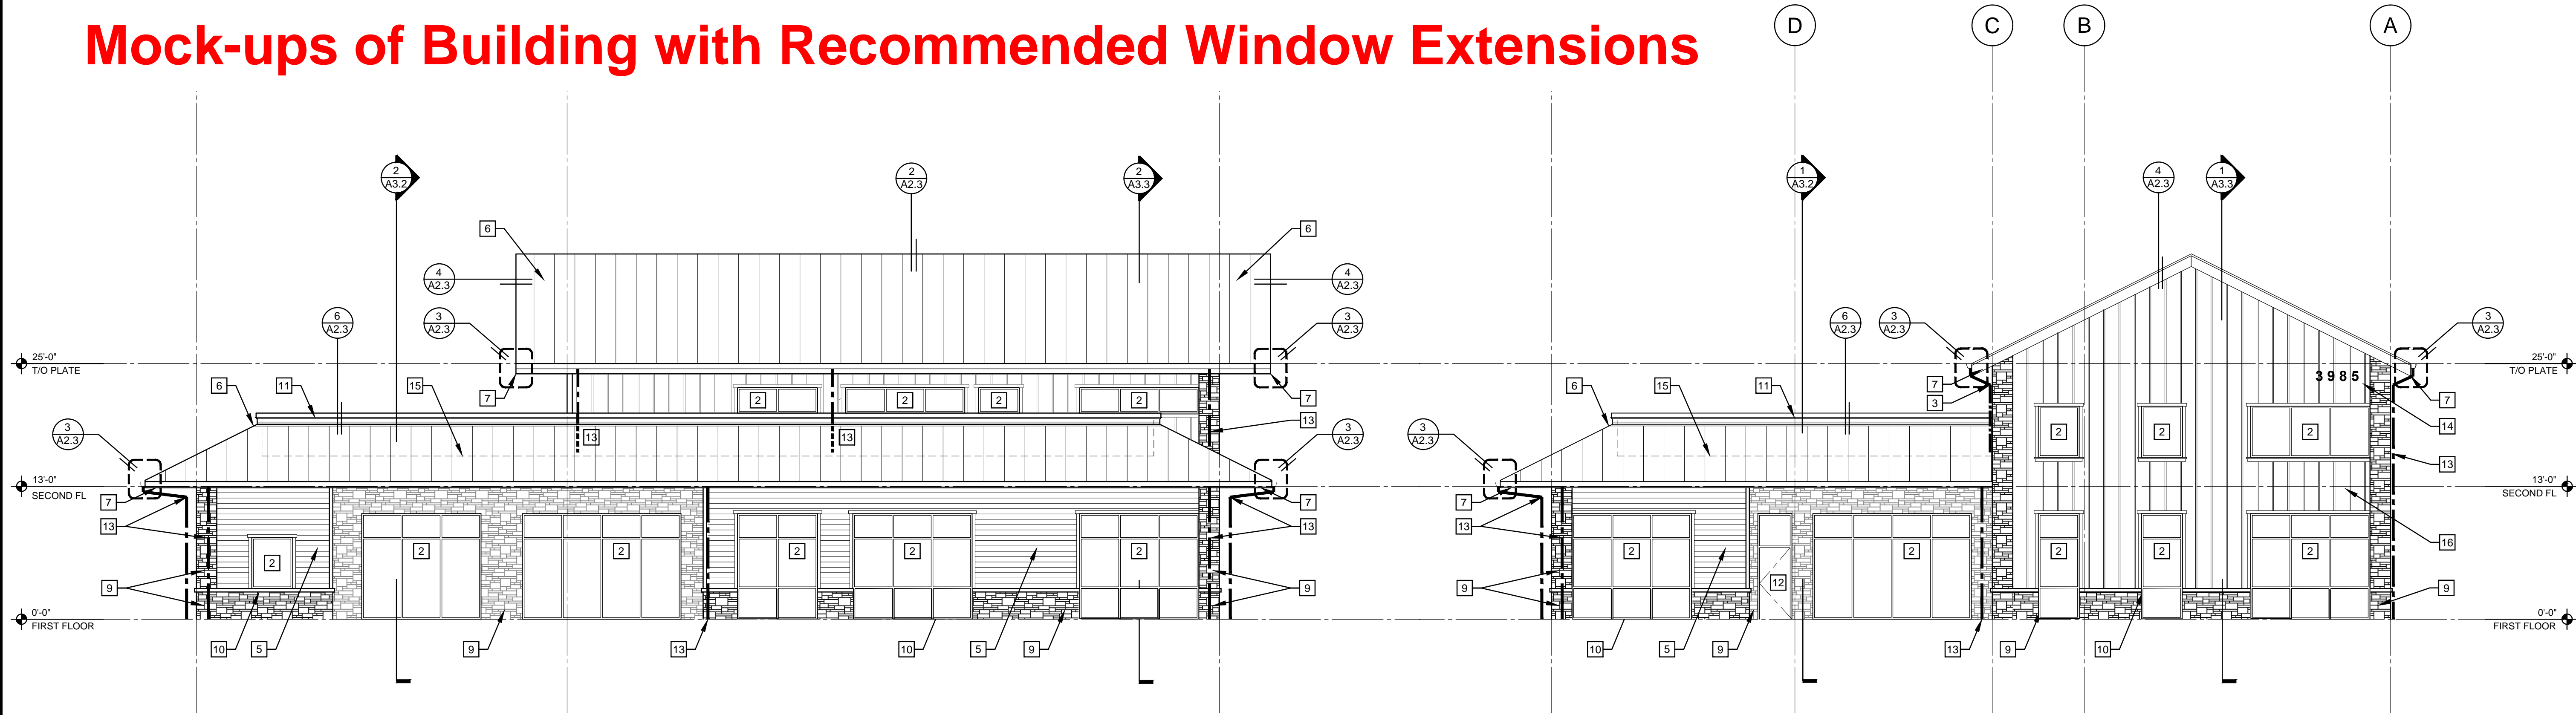 Mock-ups of Building with Recommended Window Extensions
D C B A
2 A3.2
2 A2.3
2 A3.3
1 A3.2
4 A2.3
1 A3.3
6 6
4 A2.3
4 A2.3
6 A2.3
3 A2.3
3 A2.3
6 A2.3
3 A2.3
3 A2.3
25'-0"
T/O PLATE
25'-0"
T/O PLATE
6 11 15 7 2 2 2 2 7 13
6 15 11 7 3 3985 7 14
3 A2.3
13 13
3 A2.3
3 A2.3
2 2 2 13
13'-0"
SECOND FL
13'-0"
SECOND FL
7 13 7 13
7 13 16
2 2 2 2 2 2
2 2 2 2 2
9 9 9 12 9
0'-0"
FIRST FLOOR
0'-0"
FIRST FLOOR
10 5 9 13 10 5 9
10 5 9 13 9 10